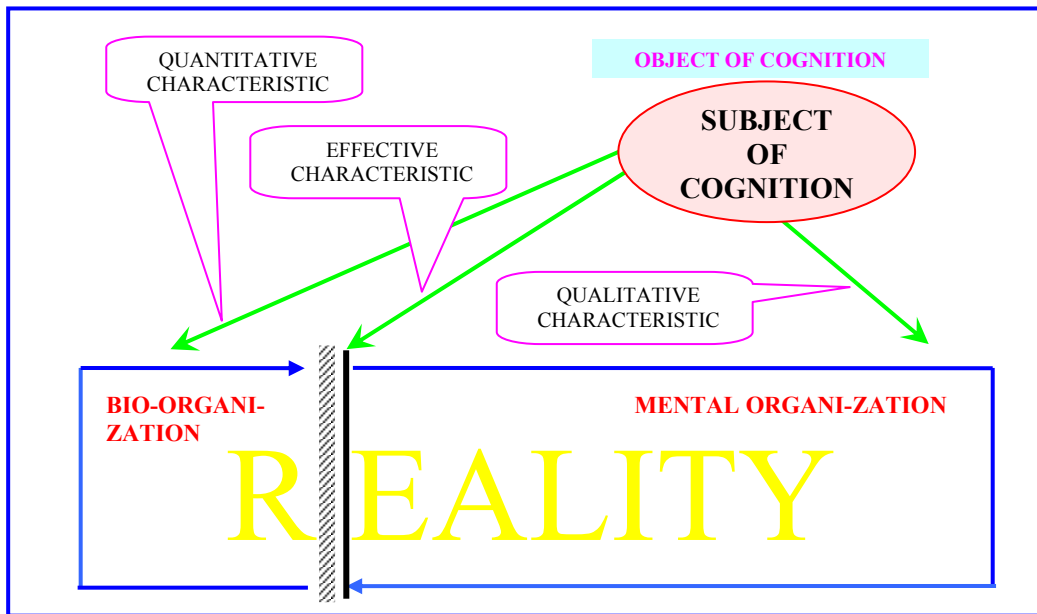 QUANTITATIVE
CHARACTERISTIC
OBJECT OF COGNITION
SUBJECT
OF
COGNITION
EFFECTIVE
CHARACTERISTIC
QUALITATIVE
CHARACTERISTIC
BIO-ORGANI-
ZATION
MENTAL ORGANI-ZATION
REALITY